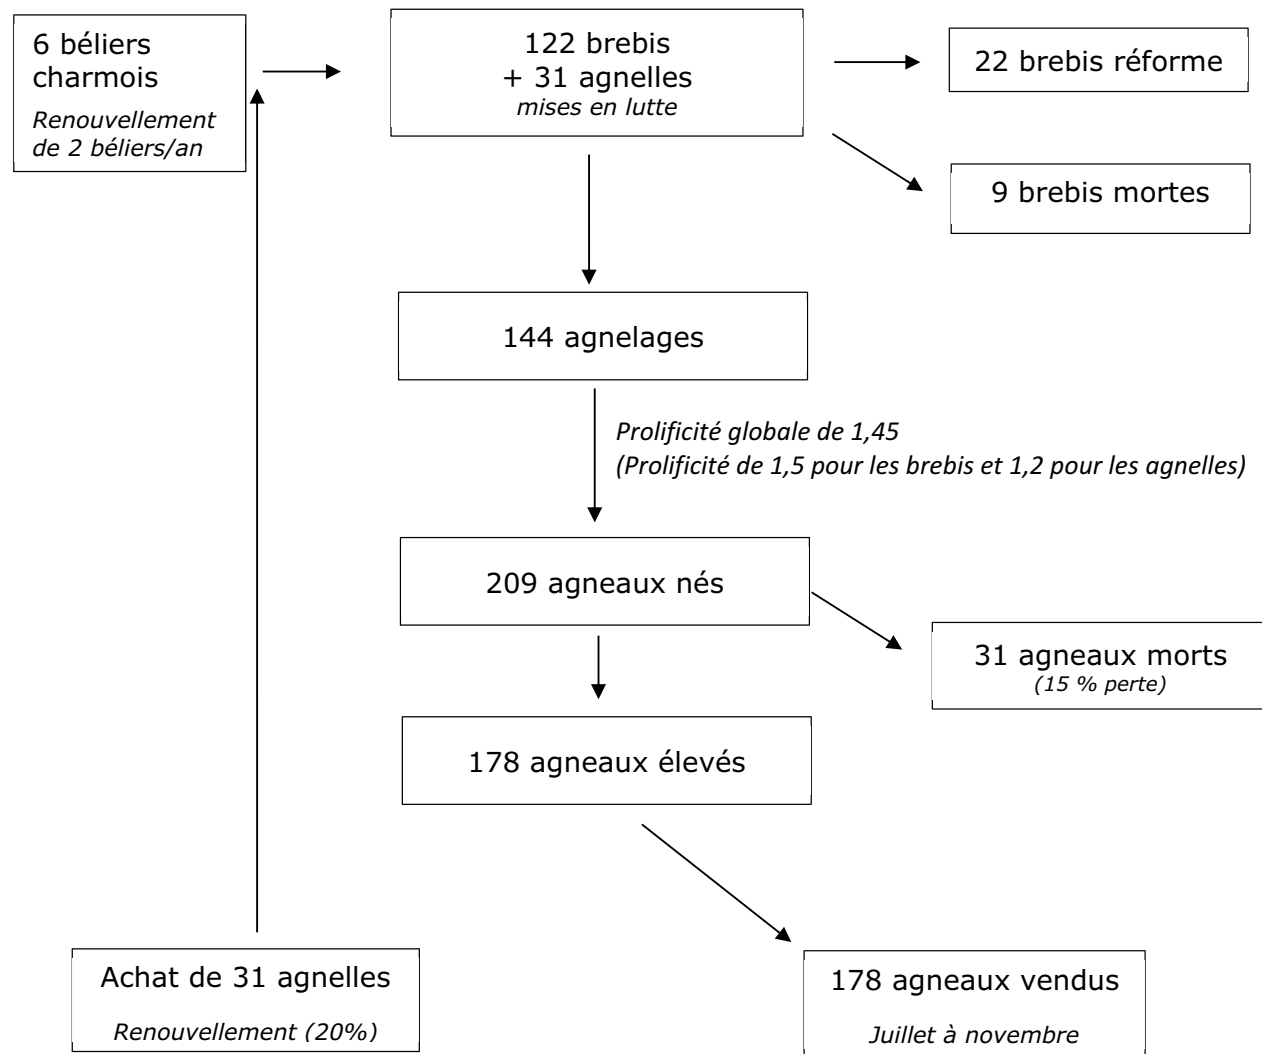 6 béliers
charmois
Renouvellement
de 2 béliers/an
122 brebis
+ 31 agnelles
mises en lutte
22 brebis réforme
9 brebis mortes
144 agnelages
Prolificité globale de 1,45
(Prolificité de 1,5 pour les brebis et 1,2 pour les agnelles)
209 agneaux nés
31 agneaux morts
(15 % perte)
178 agneaux élevés
Achat de 31 agnelles
Renouvellement (20%)
178 agneaux vendus
Juillet à novembre